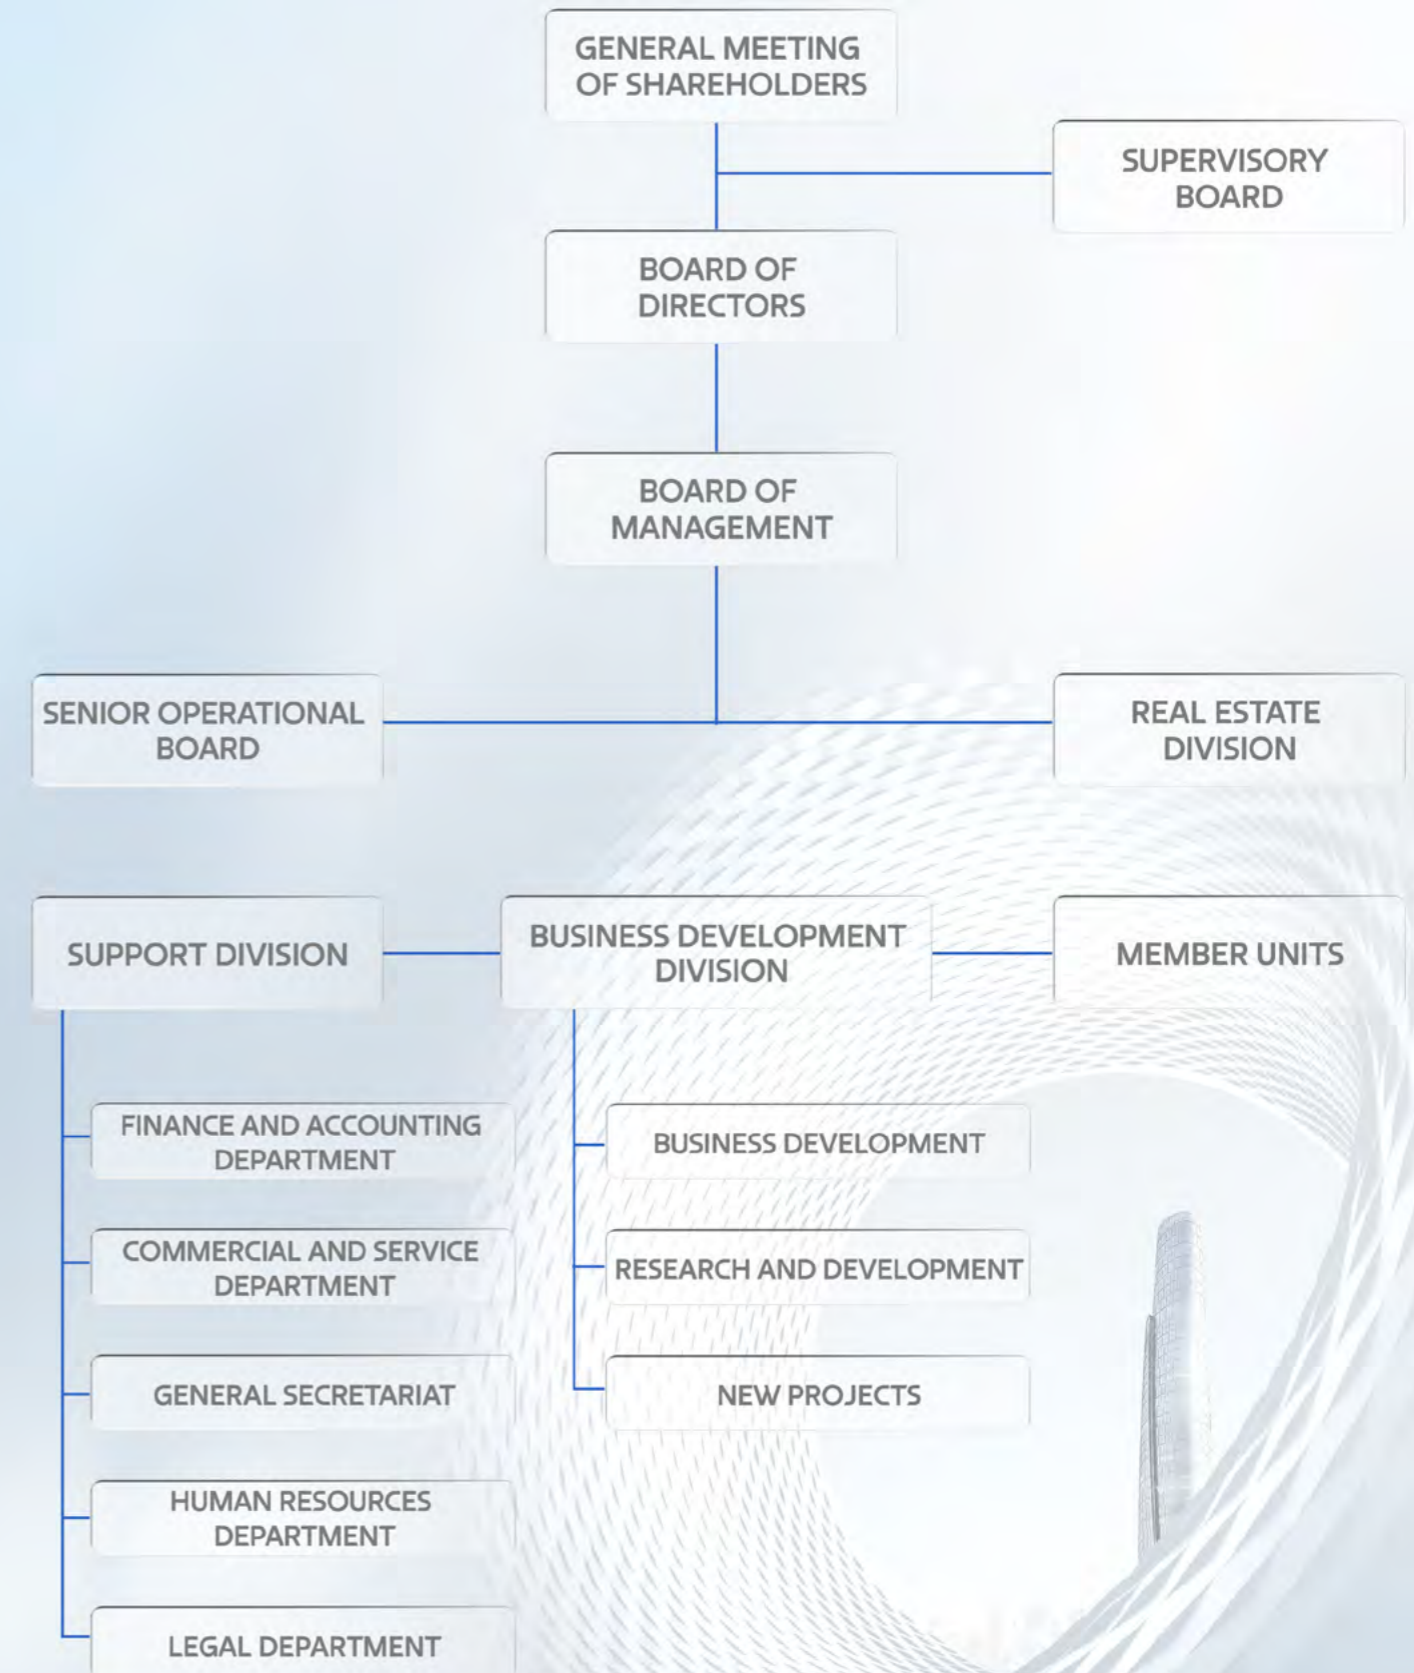 GENERAL MEETING
OF SHAREHOLDERS
SUPERVISORY
BOARD
BOARD OF
DIRECTORS
BOARD OF
MANAGEMENT
SENIOR OPERATIONAL
BOARD
REAL ESTATE
DIVISION
SUPPORT DIVISION
BUSINESS DEVELOPMENT
DIVISION
MEMBER UNITS
FINANCE AND ACCOUNTING
DEPARTMENT
COMMERCIAL AND SERVICE
DEPARTMENT
GENERAL SECRETARIAT
HUMAN RESOURCES
DEPARTMENT
LEGAL DEPARTMENT
BUSINESS DEVELOPMENT
RESEARCH AND DEVELOPMENT
NEW PROJECTS